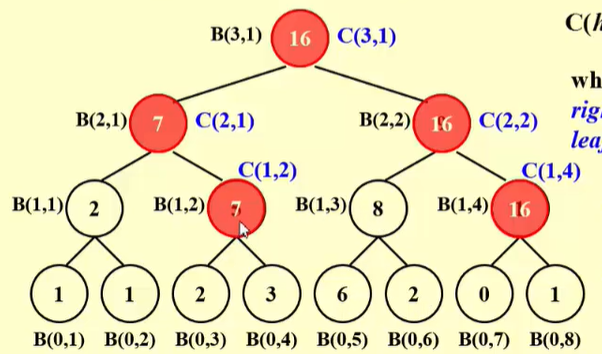 C(h
B(3,1) 16 C(3,1)
wh
B(2,1) 7 C(2,1) B(2,2) 16 C(2,2) righ
leaf
C(1,2) C(1,4)
B(1,1) 2 B(1,2) 7 B(1,3) 8 B(1,4) 16
1 1 2 3 6 2 0 1
B(0,1) B(0,2) B(0,3) B(0,4) B(0,5) B(0,6) B(0,7) B(0,8)